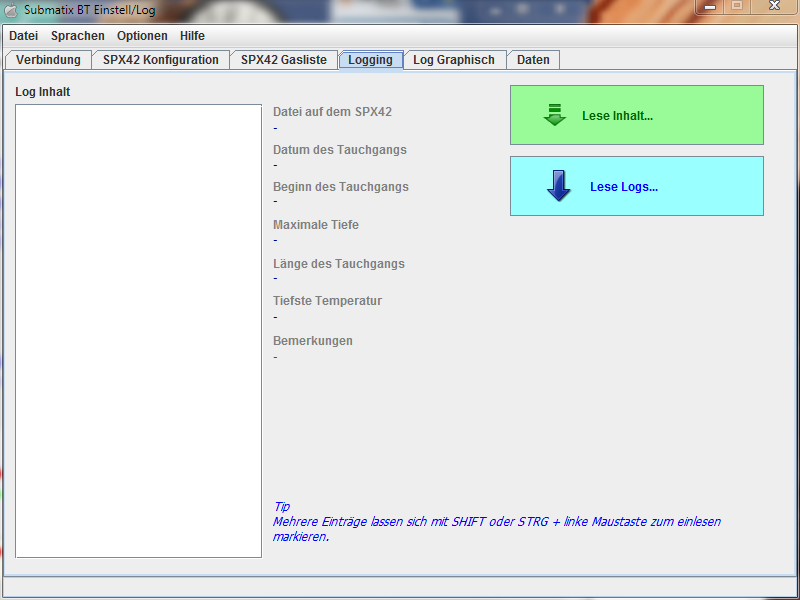 Submatix BT Einstell/Log
Datei Sprachen Optionen Hilfe
Verbindung SPX42 Konfiguration SPX42 Gasliste Logging Log Graphisch Daten
Log Inhalt
Datei auf dem SPX42
-
Datum des Tauchgangs
-
Beginn des Tauchgangs
-
Maximale Tiefe
-
Länge des Tauchgangs
-
Tiefste Temperatur
-
Bemerkungen
-
Lese Inhalt...
Lese Logs...
Tip
Mehrere Einträge lassen sich mit SHIFT oder STRG + linke Maustaste zum einlesen
markieren.